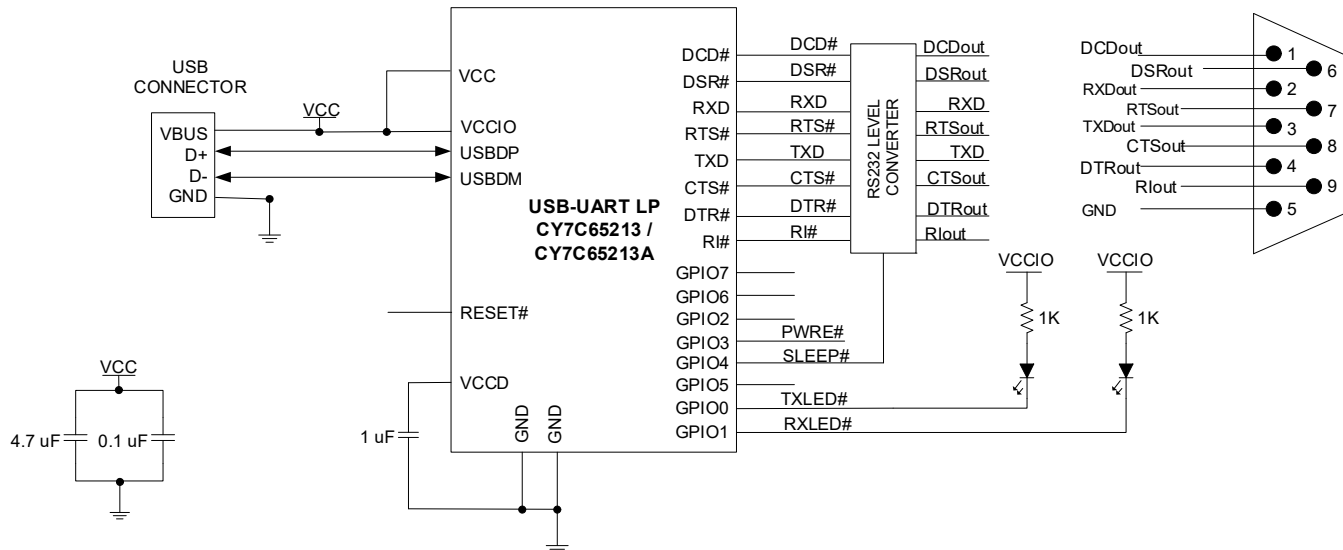 USB
CONNECTOR
VBUS
D+
D-
GND
VCC
VCC
VCCIO
USBDP
USBDM
RESET#
VCCD
GND
GND
USB-UART LP
CY7C65213 /
CY7C65213A
DCD#
DSR#
RXD
RTS#
TXD
CTS#
DTR#
RI#
GPIO7
GPIO6
GPIO2
GPIO3
GPIO4
GPIO5
GPIO0
GPIO1
DCD#
DSR#
RXD
RTS#
TXD
CTS#
DTR#
RI#
PWRE#
SLEEP#
TXLED#
RXLED#
RS232 LEVEL
CONVERTER
DCDout
DSRout
RXD
RTSout
TXD
CTSout
DTRout
RIout
DCDout
DSRout
RXDout
RTSout
TXDout
CTSout
DTRout
RIout
GND
1
6
2
7
3
8
4
9
5
VCCIO
1K
VCCIO
1K
VCC
4.7 uF
0.1 uF
1 uF